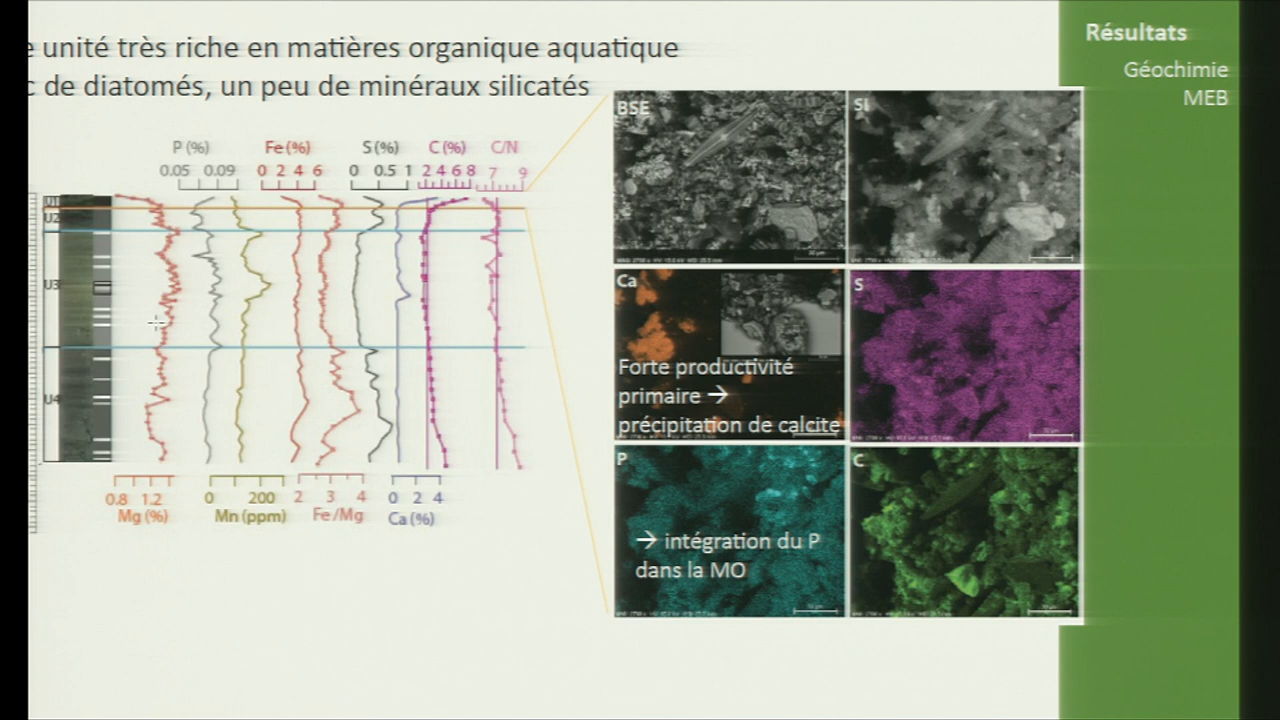 e unité très riche en matières organique aquatique
c de diatomés, un peu de minéraux silicatés
Résultats
Géochimie
MEB
P (%)
Fe (%)
S (%)
C (%)
C/N
0.05 0.09
0 2 4 6
0 0.5 1
2 4 6 8
7 9
U1
U2
U3
U4
0.8 1.2
Mg (%)
0 200
Mn (ppm)
2 3 4
Fe/Mg
0 2 4
Ca (%)
BSE
Si
Ca
Forte productivité
primaire →
précipitation de calcite
S
P
→ intégration du P
dans la MO
C